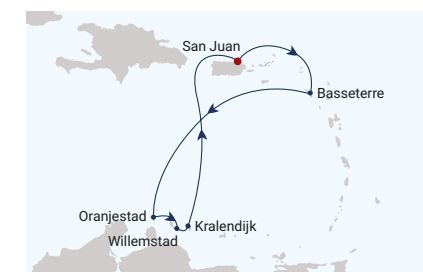 San Juan
Basseterre
Oranjestad
Kralendijk
Willemstad